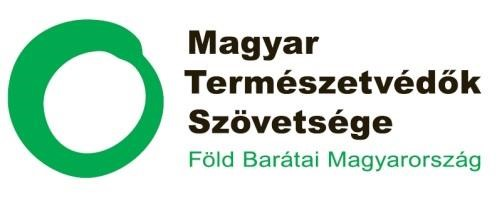 Magyar
Természetvédők
Szövetsége
Föld Barátai Magyarország